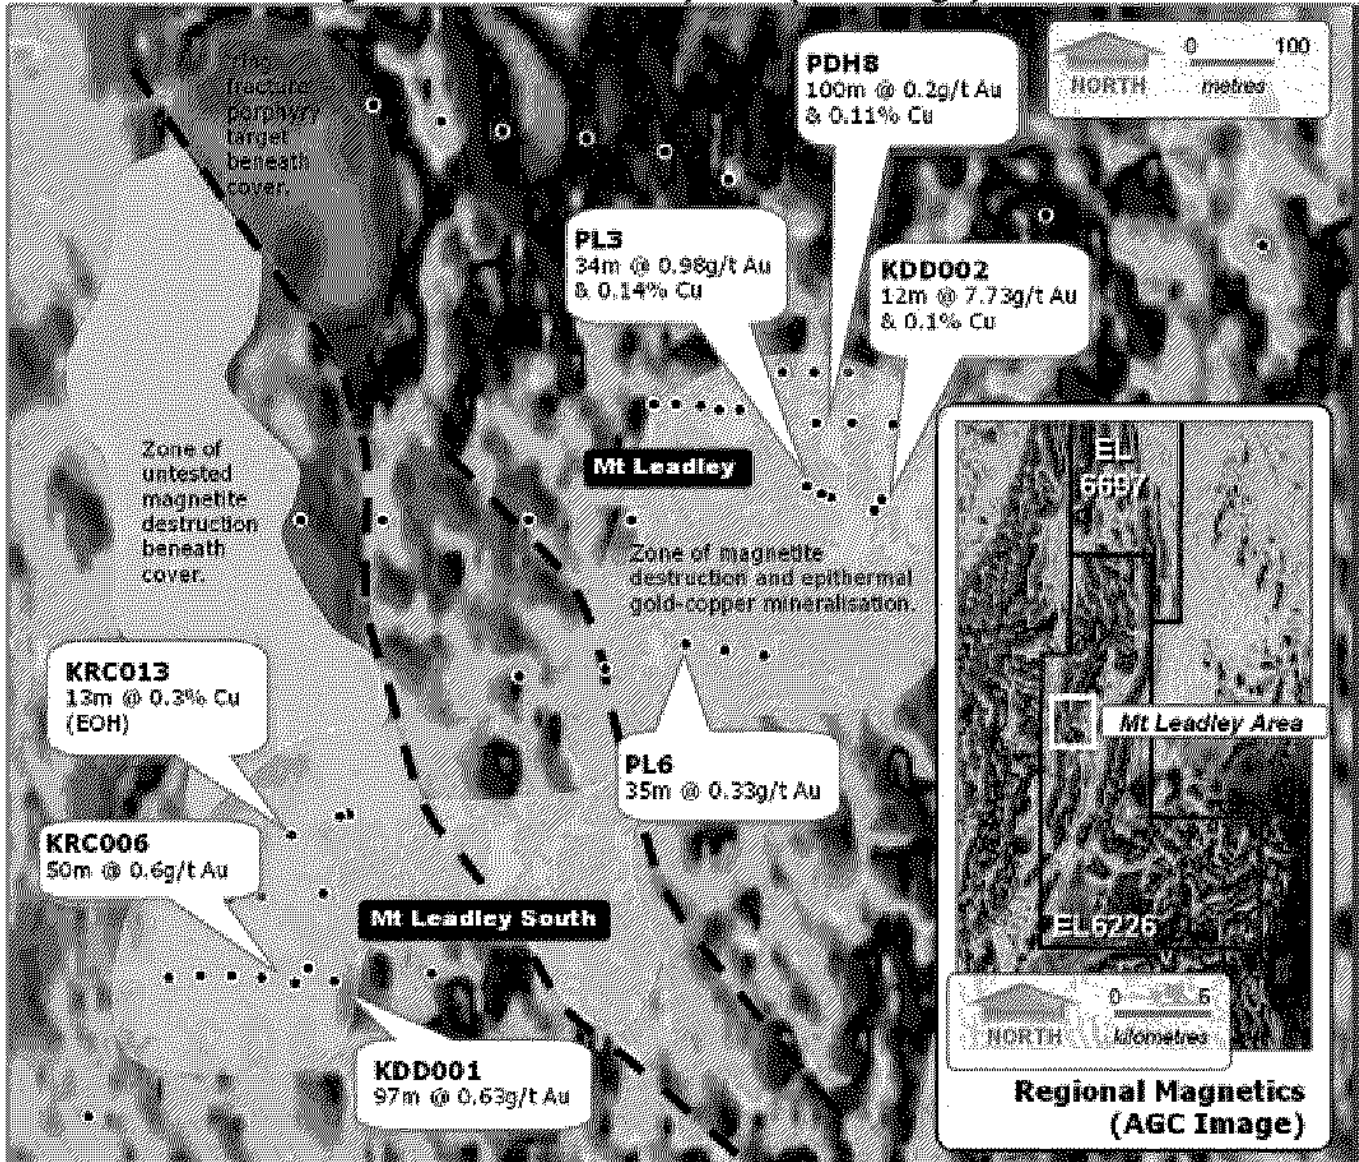 PDH8
100m @ 0.2g/t Au
& 0.11% Cu
0 100
NORTH
metres
fracture
porphyry
target
beneath
cover.
PL3
34m @ 0.98g/t Au
& 0.14% Cu
KDD002
12m @ 7.73g/t Au
& 0.1% Cu
Mt Leadley
Zone of
untested
magnetite
destruction
beneath
cover.
Zone of magnetite
destruction and epithermal
gold-copper mineralisation.
EL
6697
Mt Leadley Area
EL6226
KRC013
13m @ 0.3% Cu
(EOH)
PL6
35m @ 0.33g/t Au
KRC006
50m @ 0.6g/t Au
Mt Leadley South
KDD001
97m @ 0.63g/t Au
0 6
NORTH
kilometres
Regional Magnetics
(AGC Image)